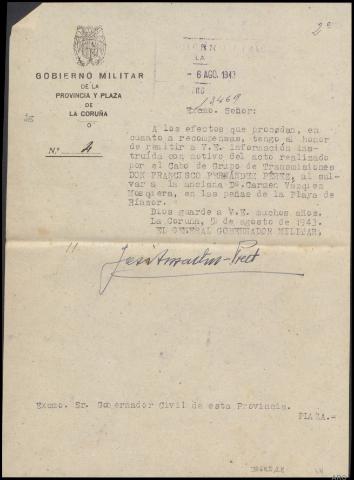 2º
GOBIERNO MILITAR
DE LA
PROVINCIA Y PLAZA
DE
LA CORUÑA
N.º 4
LA
- 6 AGO. 1943
Excmo. Señor:
A los efectos que procedan, en
cuanto a recompensas, tengo el honor
de remitir a V.E. información ins-
truída con motivo del acto realizado
por el Cabo de Grupo de Transmisiones
DON FRANCISCO FERNÁNDEZ PÉREZ, al sal-
var a la anciana Dª. Carmen Vázquez
Mosquera, en las peñas de la Playa de
Riazor.
Dios guarde a V.E. muchos años.
La Coruña, 5 de agosto de 1943.
EL GENERAL GOBERNADOR MILITAR,
Excmo. Sr. Gobernador Civil de esta Provincia.
PLAZA.-